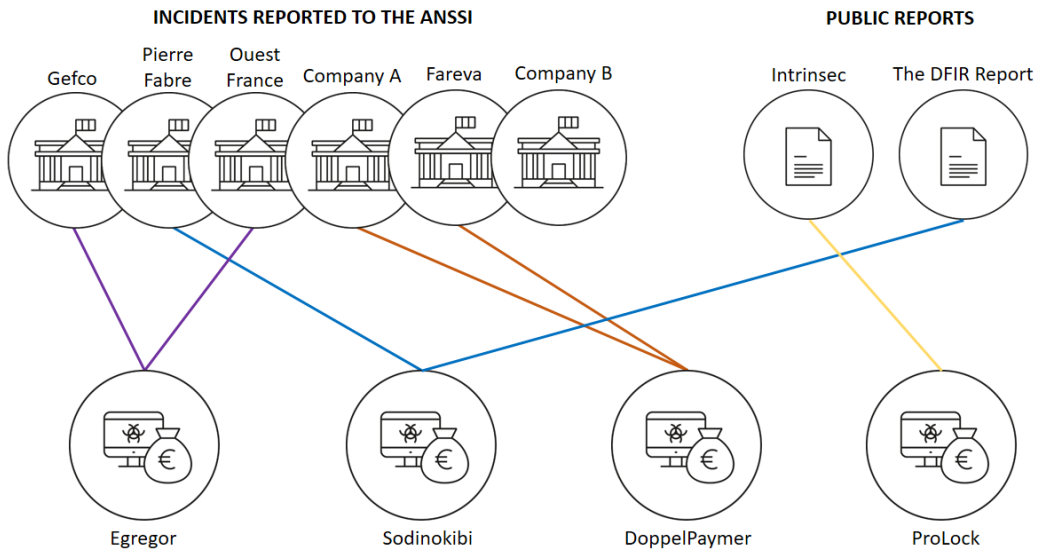 INCIDENTS REPORTED TO THE ANSSI
PUBLIC REPORTS
Gefco
Pierre
Fabre
Ouest
France
Company A
Fareva
Company B
Intrinsec
The DFIR Report
€
€
€
€
Egregor
Sodinokibi
DoppelPaymer
ProLock